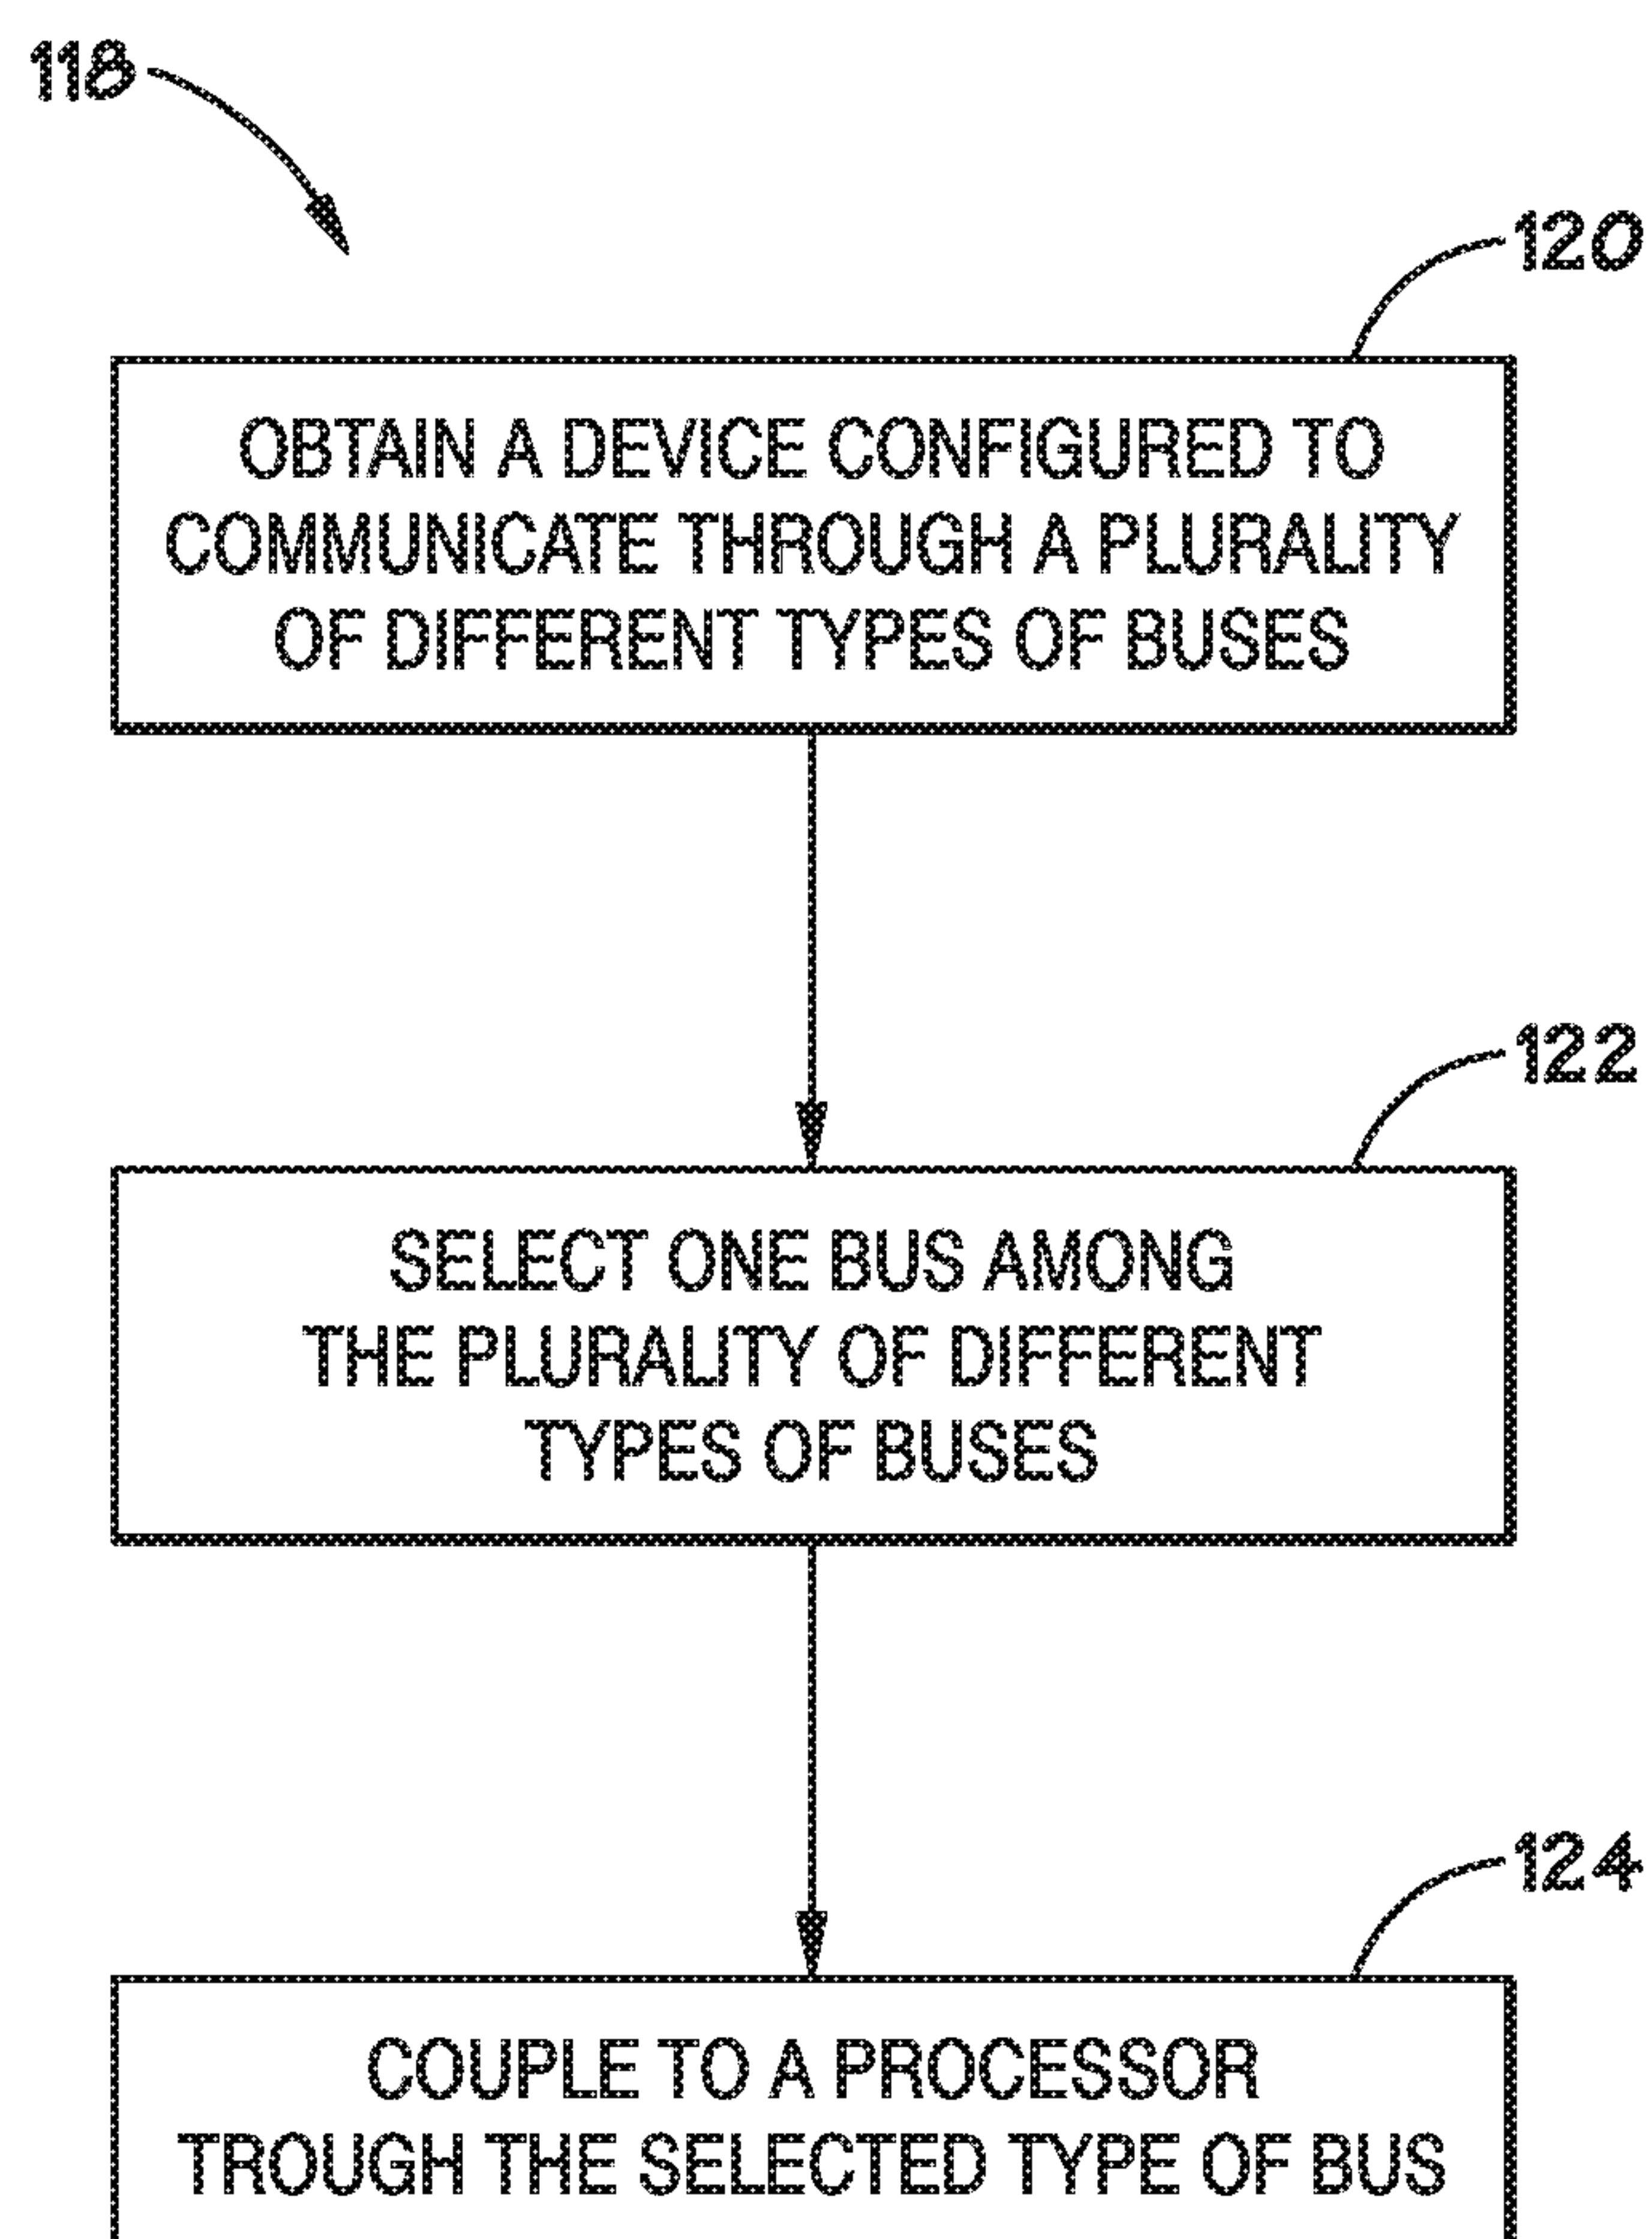 118
120
OBTAIN A DEVICE CONFIGURED TO
COMMUNICATE THROUGH A PLURALITY
OF DIFFERENT TYPES OF BUSES
122
SELECT ONE BUS AMONG
THE PLURALITY OF DIFFERENT
TYPES OF BUSES
124
COUPLE TO A PROCESSOR
TROUGH THE SELECTED TYPE OF BUS